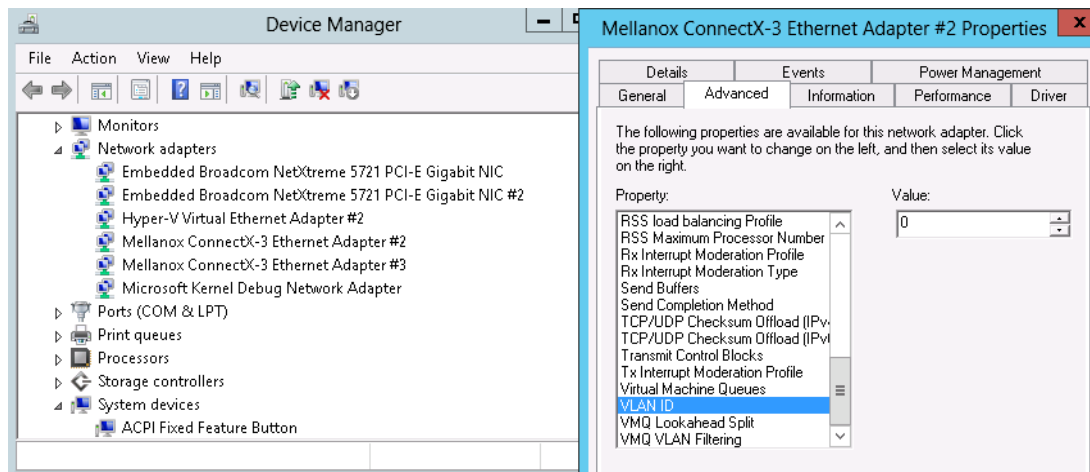 Device Manager
File Action View Help
Monitors
Network adapters
Embedded Broadcom NetXtreme 5721 PCI-E Gigabit NIC
Embedded Broadcom NetXtreme 5721 PCI-E Gigabit NIC #2
Hyper-V Virtual Ethernet Adapter #2
Mellanox ConnectX-3 Ethernet Adapter #2
Mellanox ConnectX-3 Ethernet Adapter #3
Microsoft Kernel Debug Network Adapter
Ports (COM & LPT)
Print queues
Processors
Storage controllers
System devices
ACPI Fixed Feature Button
Mellanox ConnectX-3 Ethernet Adapter #2 Properties
Details Events Power Management
General Advanced Information Performance Driver
The following properties are available for this network adapter. Click
the property you want to change on the left, and then select its value
on the right.
Property: Value:
RSS load balancing Profile 0
RSS Maximum Processor Number
Rx Interrupt Moderation Profile
Rx Interrupt Moderation Type
Send Buffers
Send Completion Method
TCP/UDP Checksum Offload (IPv
TCP/UDP Checksum Offload (IPv
Transmit Control Blocks
Tx Interrupt Moderation Profile
Virtual Machine Queues
VLAN ID
VMQ Lookahead Split
VMQ VLAN Filtering